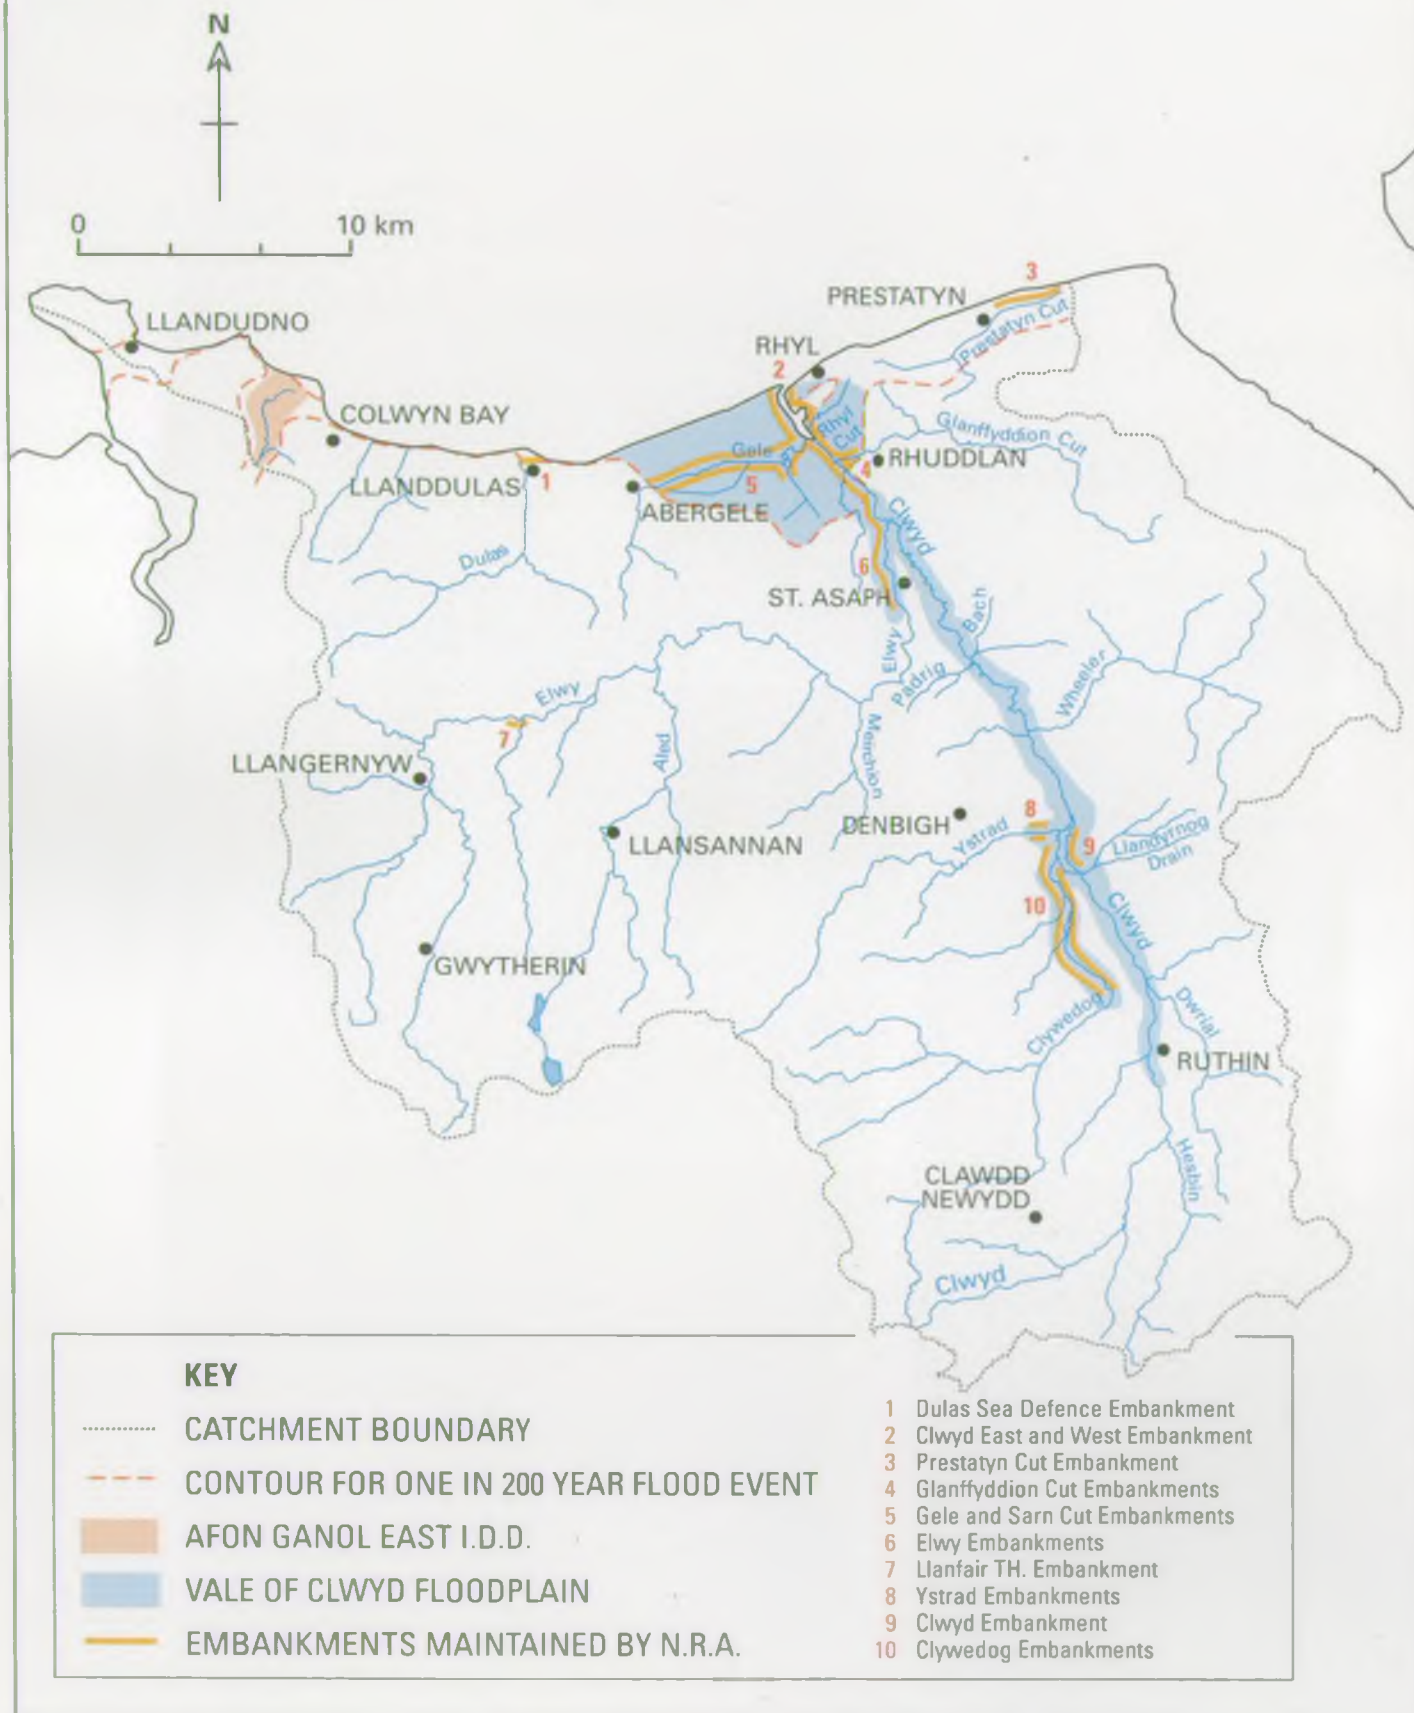 N
0 10 km
3
PRESTATYN
LLANDUDNO
Prestatyn Cut
RHYL
2
COLWYN BAY
Rhyl
Cut
Glanffyddion Cut
Gele
4
RHUDDLAN
LLANDDULAS
1
5
ABERGELE
Clwyd
Dulas
6
ST. ASAPH
Bach
Elwy
Padrig
Wheeler
Elwy
7
Meirchion
Aled
LLANGERNYW
8
DENBIGH
Ystrad
9
Llandyrnog
Drain
LLANSANNAN
10
Clwyd
GWYTHERIN
Clywedog
Dwrial
RUTHIN
Hesbin
CLAWDD
NEWYDD
Clwyd
KEY
CATCHMENT BOUNDARY
CONTOUR FOR ONE IN 200 YEAR FLOOD EVENT
AFON GANOL EAST I.D.D.
VALE OF CLWYD FLOODPLAIN
EMBANKMENTS MAINTAINED BY N.R.A.
1 Dulas Sea Defence Embankment
2 Clwyd East and West Embankment
3 Prestatyn Cut Embankment
4 Glanffyddion Cut Embankments
5 Gele and Sarn Cut Embankments
6 Elwy Embankments
7 Llanfair TH. Embankment
8 Ystrad Embankments
9 Clwyd Embankment
10 Clywedog Embankments